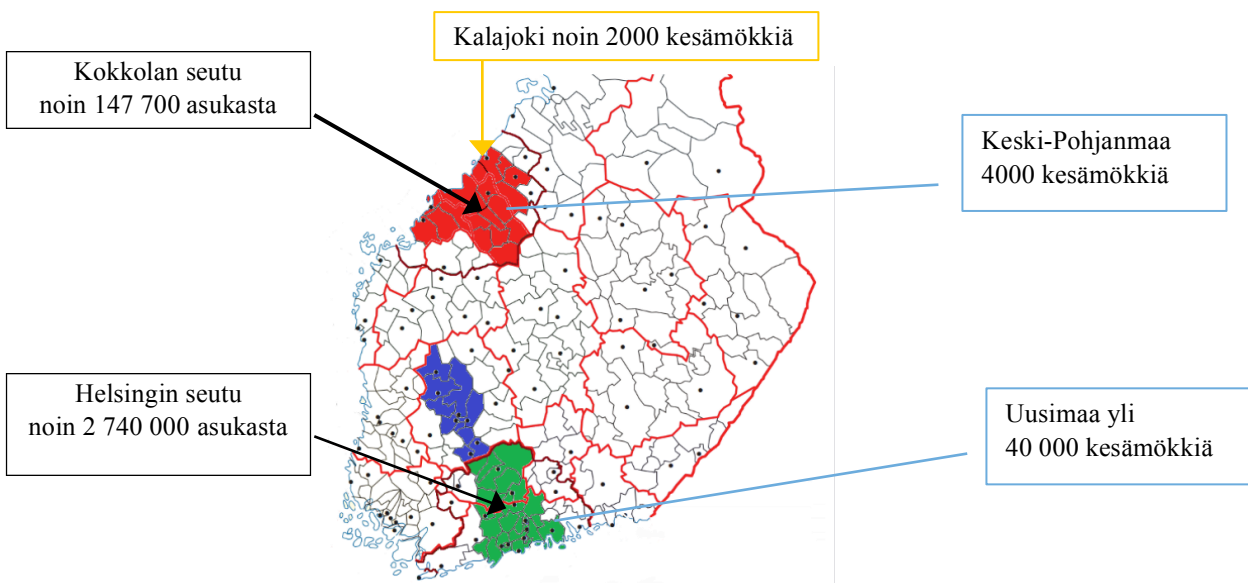 Kalajoki noin 2000 kesämökkiä
Kokkolan seutu
noin 147 700 asukasta
Keski-Pohjanmaa
4000 kesämökkiä
Helsingin seutu
noin 2 740 000 asukasta
Uusimaa yli
40 000 kesämökkiä